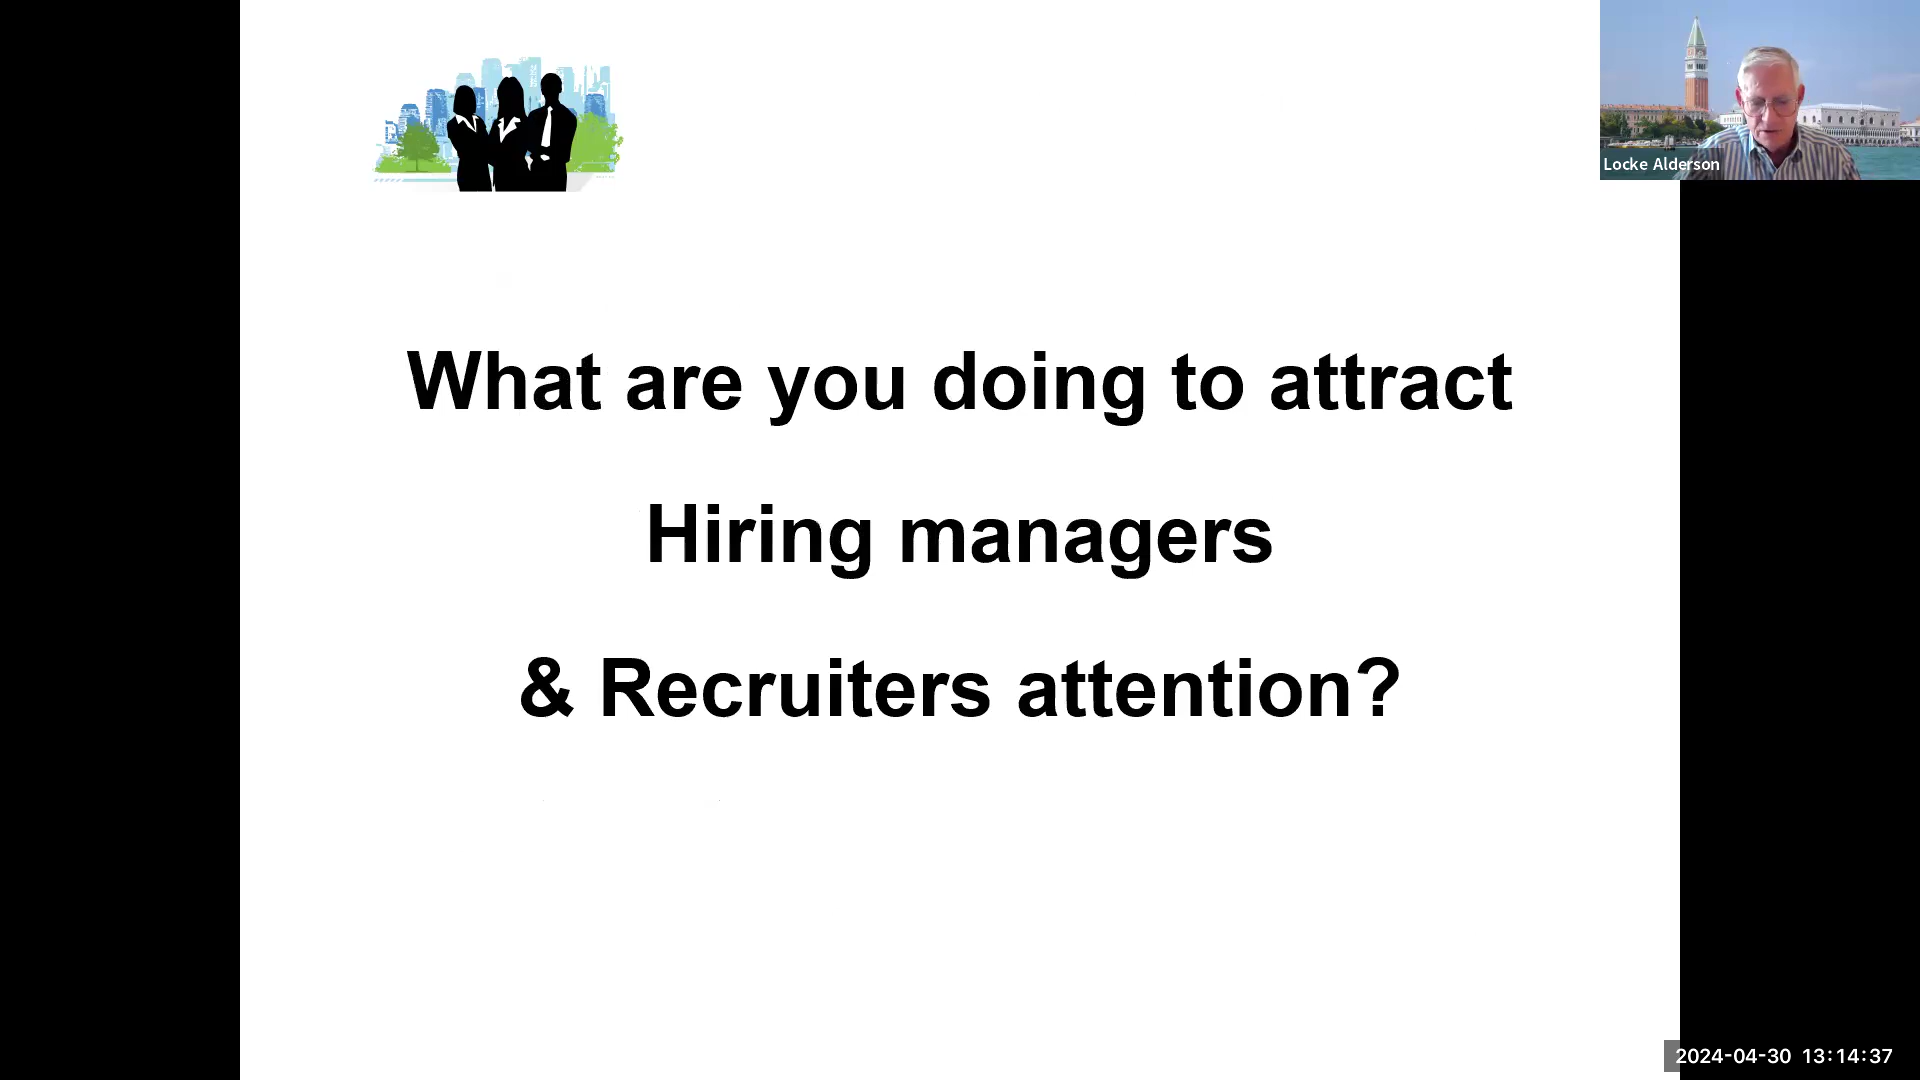 Locke Alderson
What are you doing to attract
Hiring managers
& Recruiters attention?
2024-04-30 13:14:37